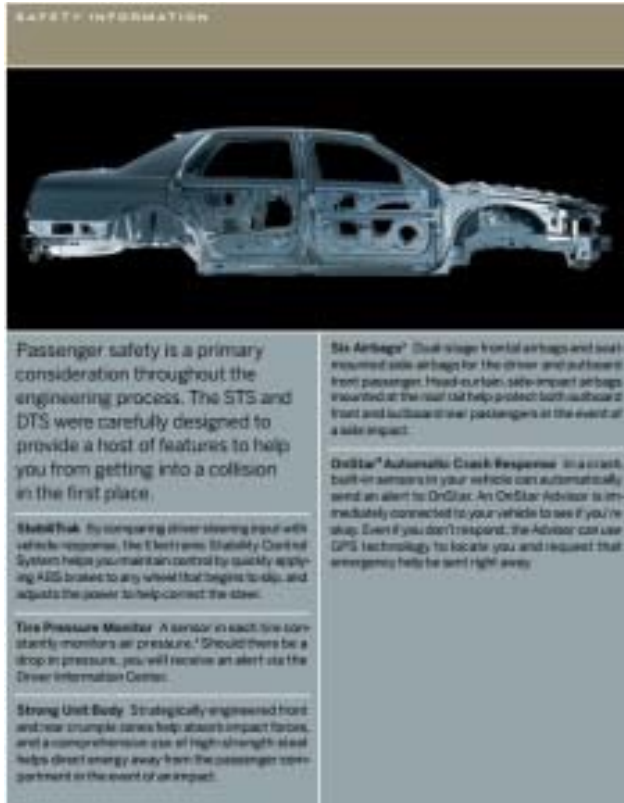 SAFETY INFORMATION
Passenger safety is a primary
consideration throughout the
engineering process. The STS and
DTS were carefully designed to
provide a host of features to help
you from getting into a collision
in the first place.
StabiliTrak By comparing driver steering input with
vehicle response, the Electronic Stability Control
System helps you maintain control by quickly apply-
ing ABS brakes to any wheel that begins to slip, and
adjusts the power to help correct the steer.
Tire Pressure Monitor A sensor in each tire con-
stantly monitors air pressure. Should there be a
drop in pressure, you will receive an alert via the
Driver Information Center.
Strong Unit Body Strategically engineered front
and rear crumple zones help absorb impact forces,
and a comprehensive use of high-strength steel
helps direct energy away from the passenger com-
partment in the event of an impact.
Six Airbags Dual-stage frontal airbags and seat-
mounted side airbags for the driver and outboard
front passenger. Head-curtain, side-impact airbags
mounted at the roof rail help protect both outboard
front and outboard rear passengers in the event of
a side impact.
OnStar® Automatic Crash Response In a crash,
built-in sensors in your vehicle can automatically
send an alert to OnStar. An OnStar Advisor is im-
mediately connected to your vehicle to see if you're
okay. Even if you don't respond, the Advisor can use
GPS technology to locate you and request that
emergency help be sent right away.